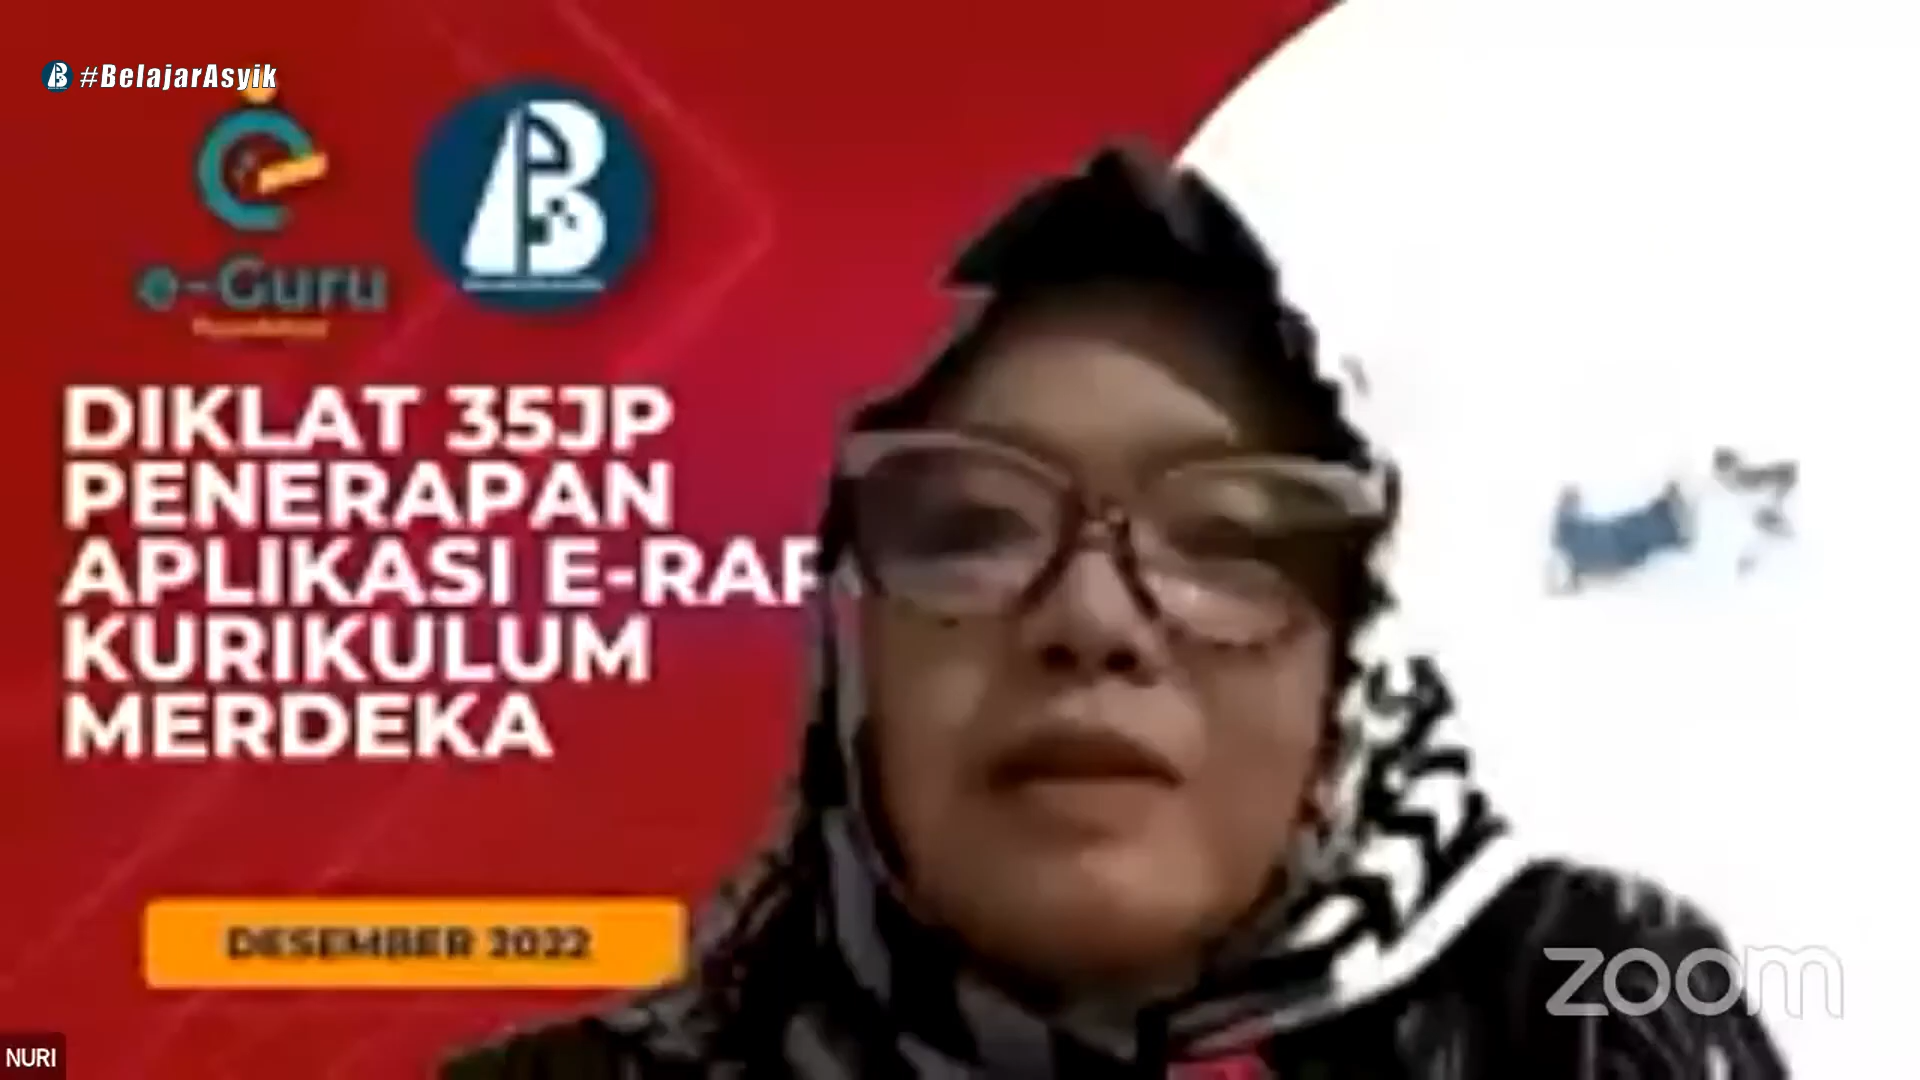 #BelajarAsyik
B
e-Guru
DIKLAT 35JP
PENERAPAN
APLIKASI E-RAP
KURIKULUM
MERDEKA
DESEMBER 2022
NURI
zoom